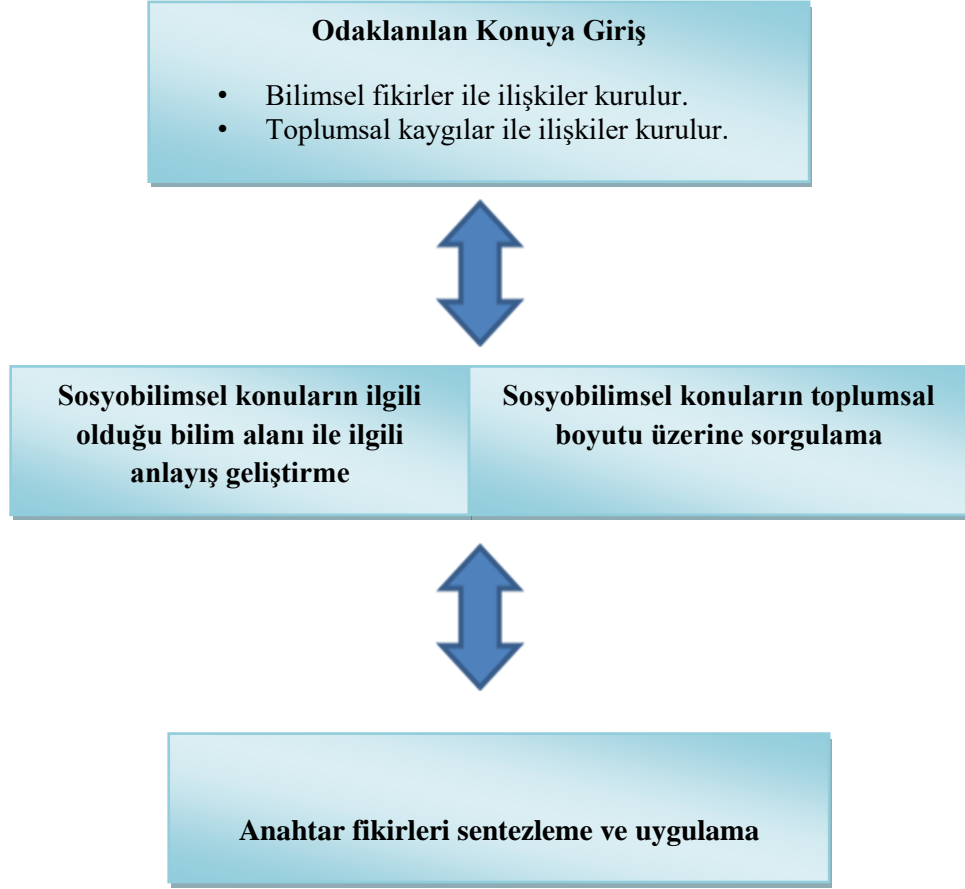 Odaklanılan Konuya Giriş
• Bilimsel fikirler ile ilişkiler kurulur.
• Toplumsal kaygılar ile ilişkiler kurulur.
Sosyobilimsel konuların ilgili
olduğu bilim alanı ile ilgili
anlayış geliştirme
Sosyobilimsel konuların toplumsal
boyutu üzerine sorgulama
Anahtar fikirleri sentezleme ve uygulama